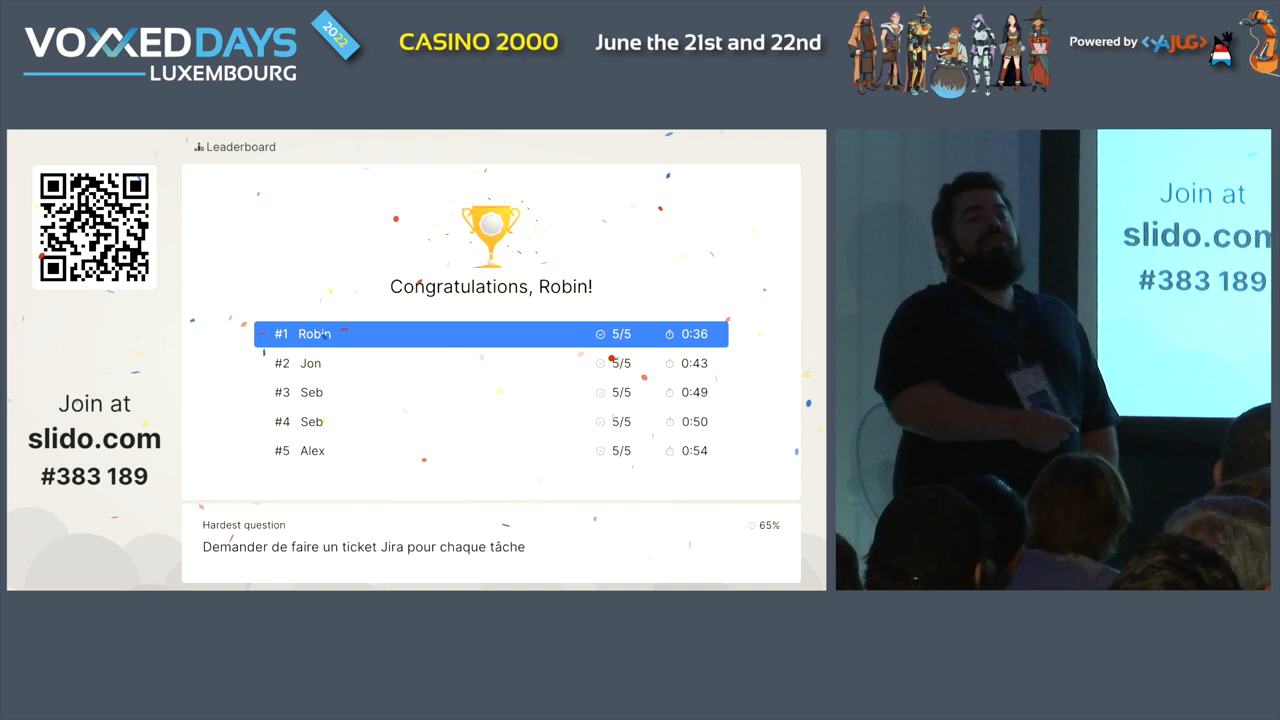 VOXXED DAYS
LUXEMBOURG
2022
CASINO 2000
June the 21st and 22nd
Powered by <YAJUG>
Leaderboard
Congratulations, Robin!
#1 Robin 5/5 0:36
#2 Jon 5/5 0:43
#3 Seb 5/5 0:49
#4 Seb 5/5 0:50
#5 Alex 5/5 0:54
Join at
slido.com
#383 189
Hardest question 65%
Demander de faire un ticket Jira pour chaque tâche
Join at
slido.com
#383 189